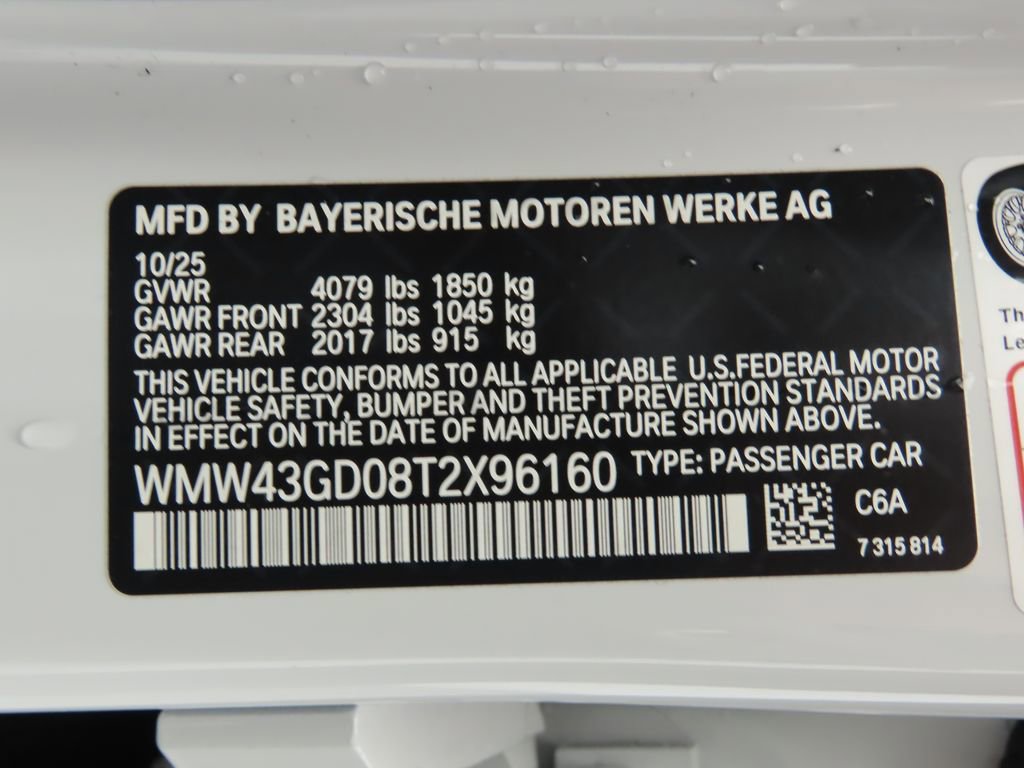 MFD BY BAYERISCHE MOTOREN WERKE AG
10/25
GVWR 4079 lbs 1850 kg
GAWR FRONT 2304 lbs 1045 kg
GAWR REAR 2017 lbs 915 kg
THIS VEHICLE CONFORMS TO ALL APPLICABLE U.S.FEDERAL MOTOR
VEHICLE SAFETY, BUMPER AND THEFT PREVENTION STANDARDS
IN EFFECT ON THE DATE OF MANUFACTURE SHOWN ABOVE.
WMW43GD08T2X96160 TYPE: PASSENGER CAR
C6A
7 315 814
Th
Le